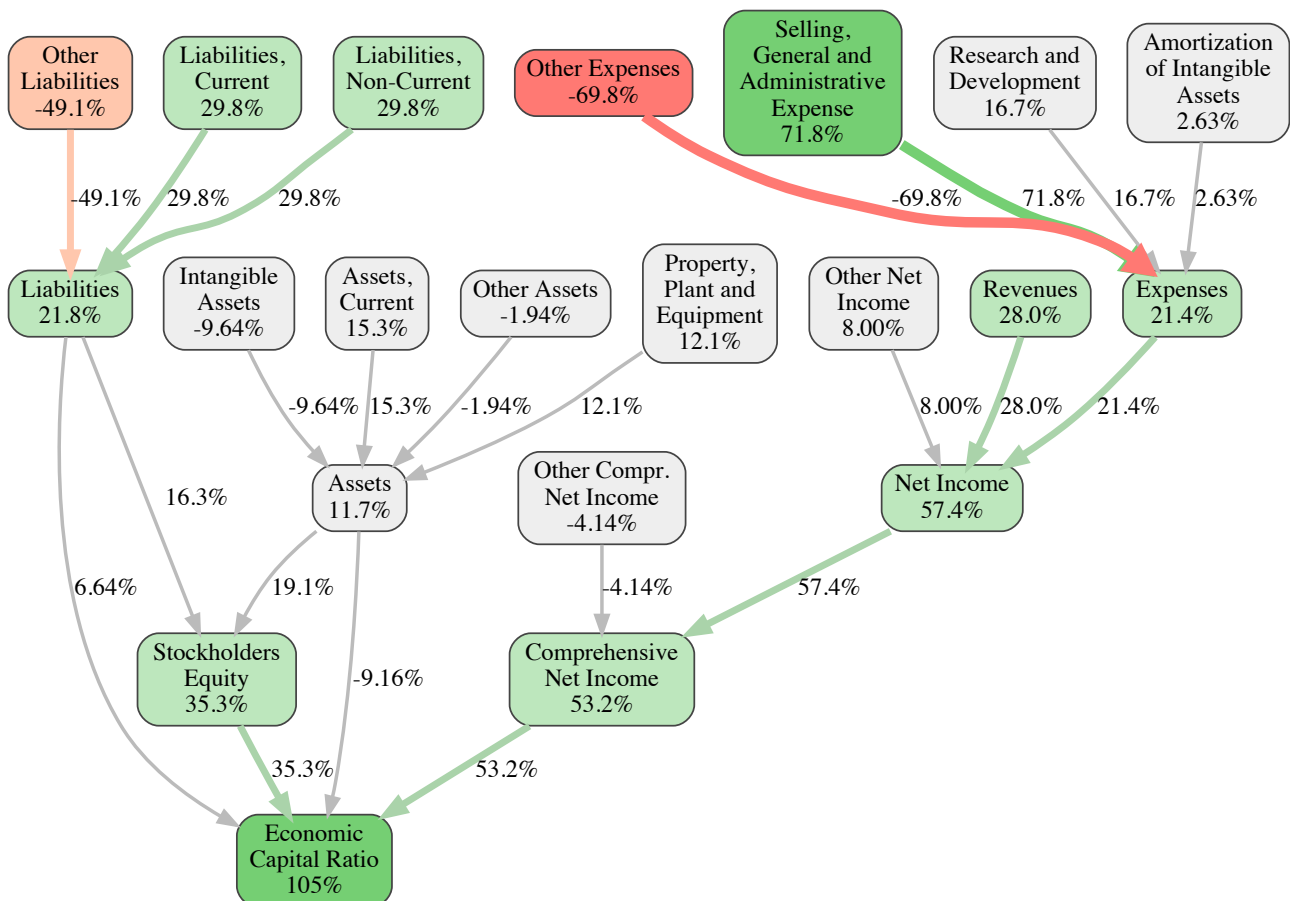 Other
Liabilities
-49.1%
Liabilities,
Current
29.8%
Liabilities,
Non-Current
29.8%
Other Expenses
-69.8%
Selling,
General and
Administrative
Expense
71.8%
Research and
Development
16.7%
Amortization
of Intangible
Assets
2.63%
-49.1%
29.8%
29.8%
-69.8%
71.8%
16.7%
2.63%
Liabilities
21.8%
Intangible
Assets
-9.64%
Assets,
Current
15.3%
Other Assets
-1.94%
Property,
Plant and
Equipment
12.1%
Other Net
Income
8.00%
Revenues
28.0%
Expenses
21.4%
-9.64%
15.3%
-1.94%
12.1%
8.00%
28.0%
21.4%
16.3%
Assets
11.7%
Other Compr.
Net Income
-4.14%
Net Income
57.4%
6.64%
19.1%
-4.14%
57.4%
Stockholders
Equity
35.3%
-9.16%
Comprehensive
Net Income
53.2%
35.3%
53.2%
Economic
Capital Ratio
105%